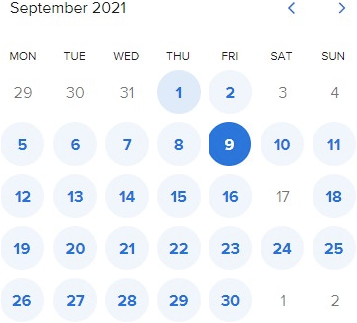 September 2021
MON TUE WED THU FRI SAT SUN
29 30 31 1 2 3 4
5 6 7 8 9 10 11
12 13 14 15 16 17 18
19 20 21 22 23 24 25
26 27 28 29 30 1 2